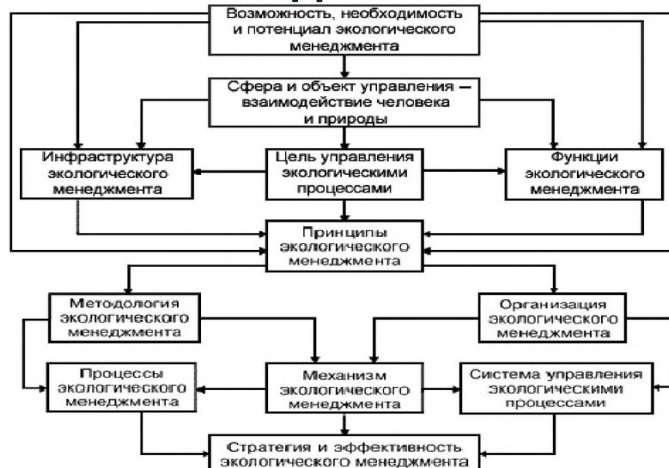 Возможность, необходимость
и потенциал экологического
менеджмента
Сфера и объект управления —
взаимодействие человека
и природы
Инфраструктура
экологического
менеджмента
Цель управления
экологическими
процессами
Функции
экологического
менеджмента
Принципы
экологического
менеджмента
Методология
экологического
менеджмента
Организация
экологического
менеджмента
Процессы
экологического
менеджмента
Механизм
экологического
менеджмента
Система управления
экологическими
процессами
Стратегия и эффективность
экологического менеджмента